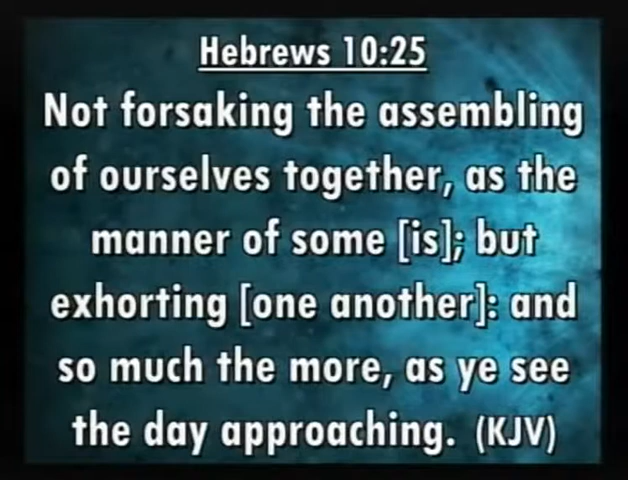 Hebrews 10:25
Not forsaking the assembling
of ourselves together, as the
manner of some [is]; but
exhorting [one another]: and
so much the more, as ye see
the day approaching. (KJV)